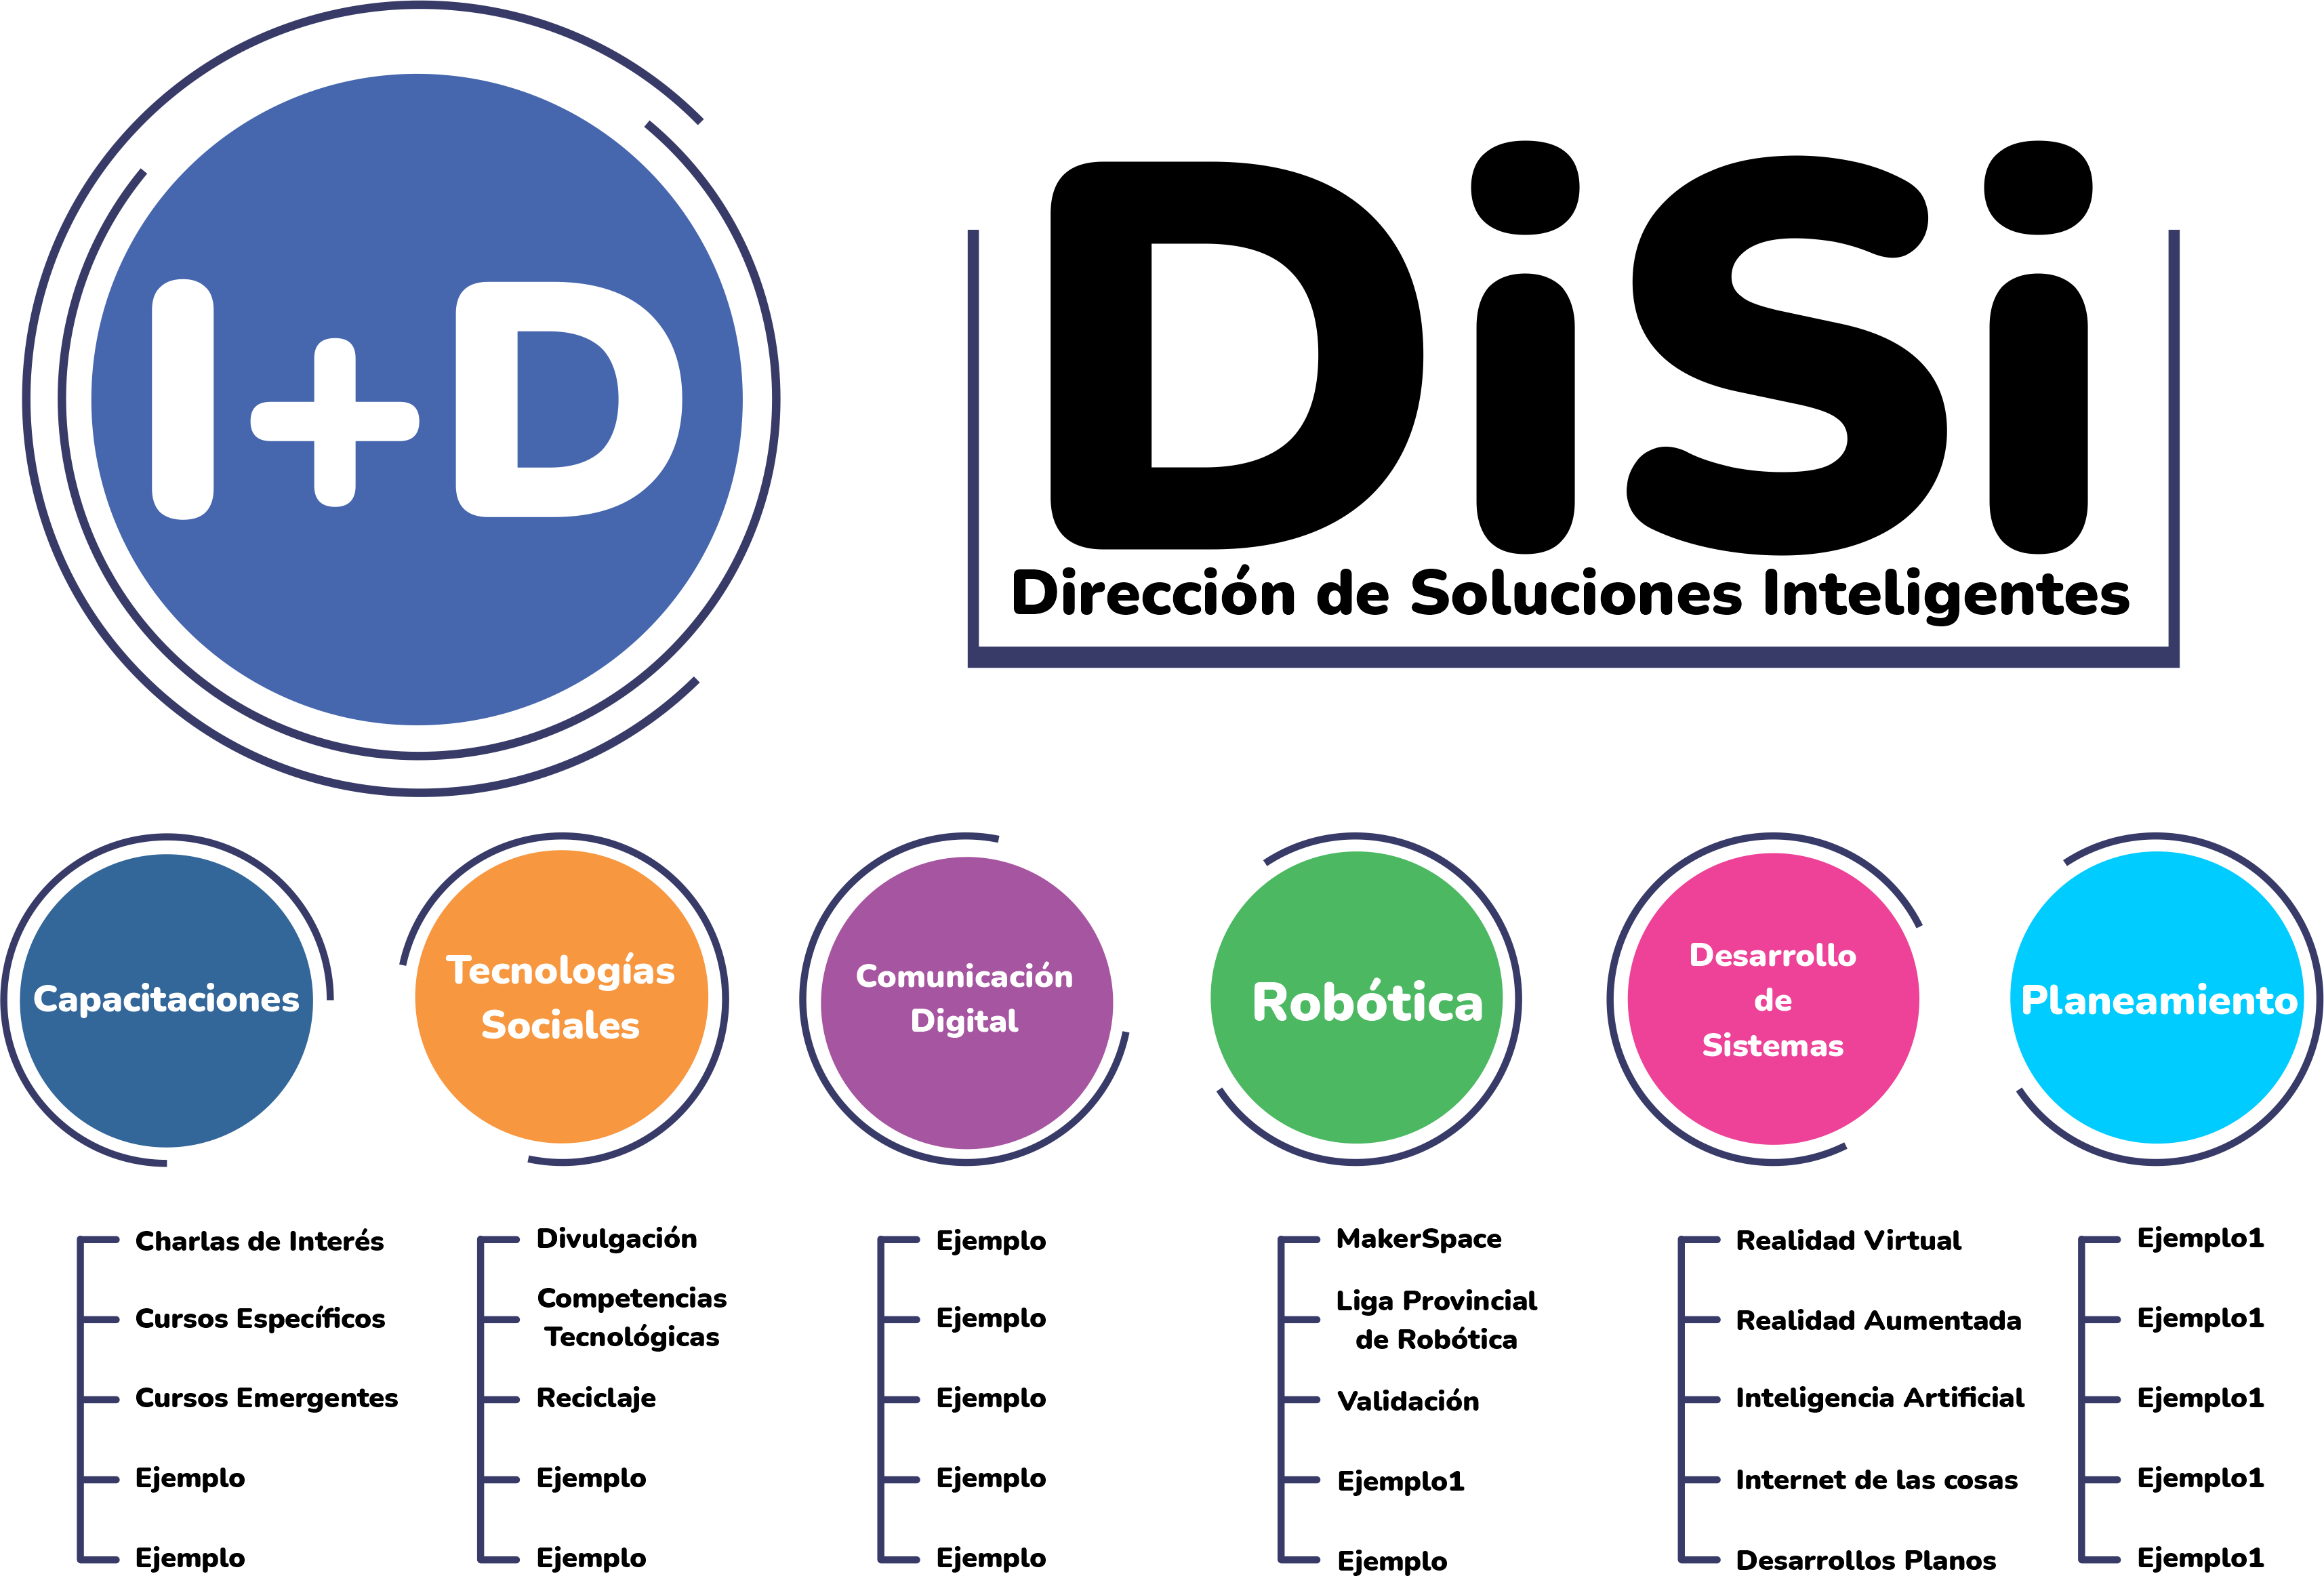 I+D
DiSi
Dirección de Soluciones Inteligentes
Capacitaciones
Tecnologías
Sociales
Comunicación
Digital
Robótica
Desarrollo
de
Sistemas
Planeamiento
Charlas de Interés
Cursos Específicos
Cursos Emergentes
Ejemplo
Ejemplo
Divulgación
Competencias
Tecnológicas
Reciclaje
Ejemplo
Ejemplo
Ejemplo
Ejemplo
Ejemplo
Ejemplo
Ejemplo
MakerSpace
Liga Provincial
de Robótica
Validación
Ejemplo1
Ejemplo
Realidad Virtual
Realidad Aumentada
Inteligencia Artificial
Internet de las cosas
Desarrollos Planos
Ejemplo1
Ejemplo1
Ejemplo1
Ejemplo1
Ejemplo1